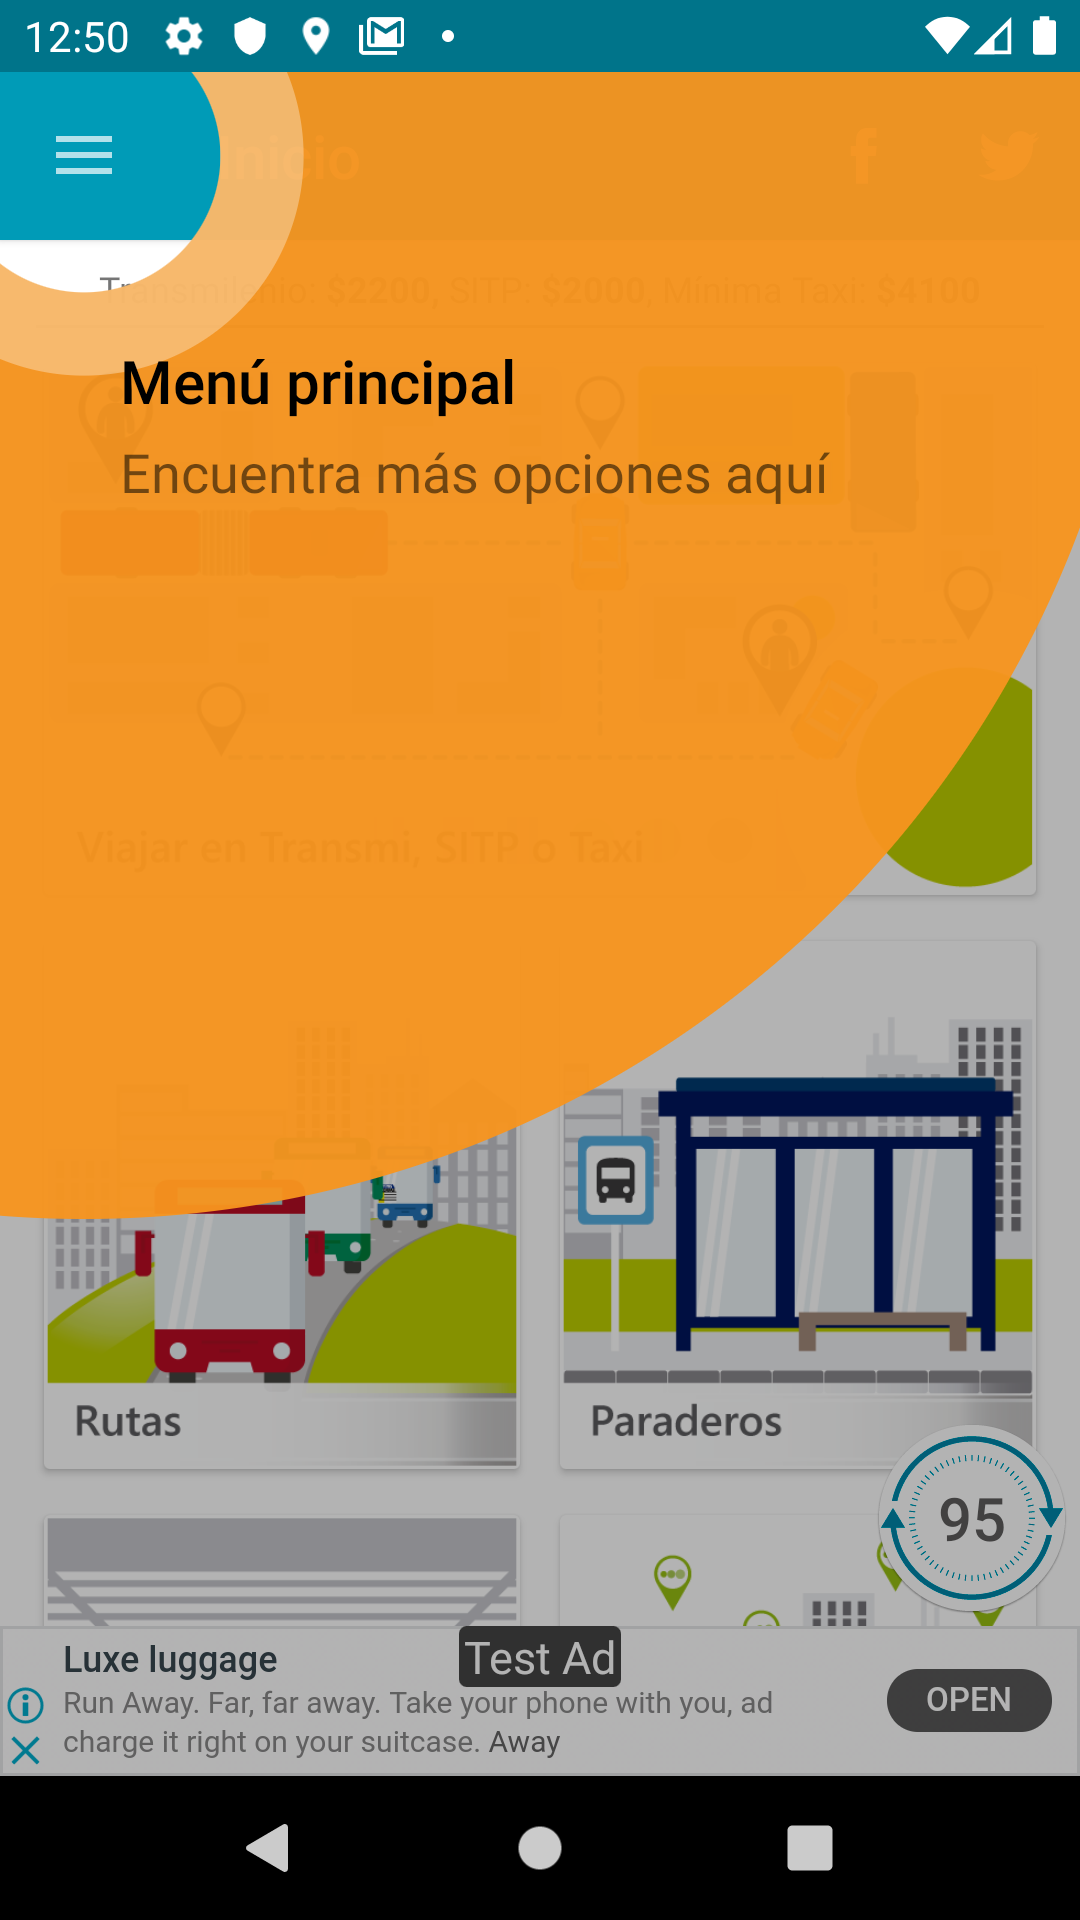 12:50
Inicio
Transmilenio: $2200, SITP: $2000, Mínima Taxi: $4100
Menú principal
Encuentra más opciones aquí
Viajar en Transmi, SITP o Taxi
Rutas
Paraderos
95
Luxe luggage
Test Ad
Run Away. Far, far away. Take your phone with you, ad
charge it right on your suitcase. Away
OPEN